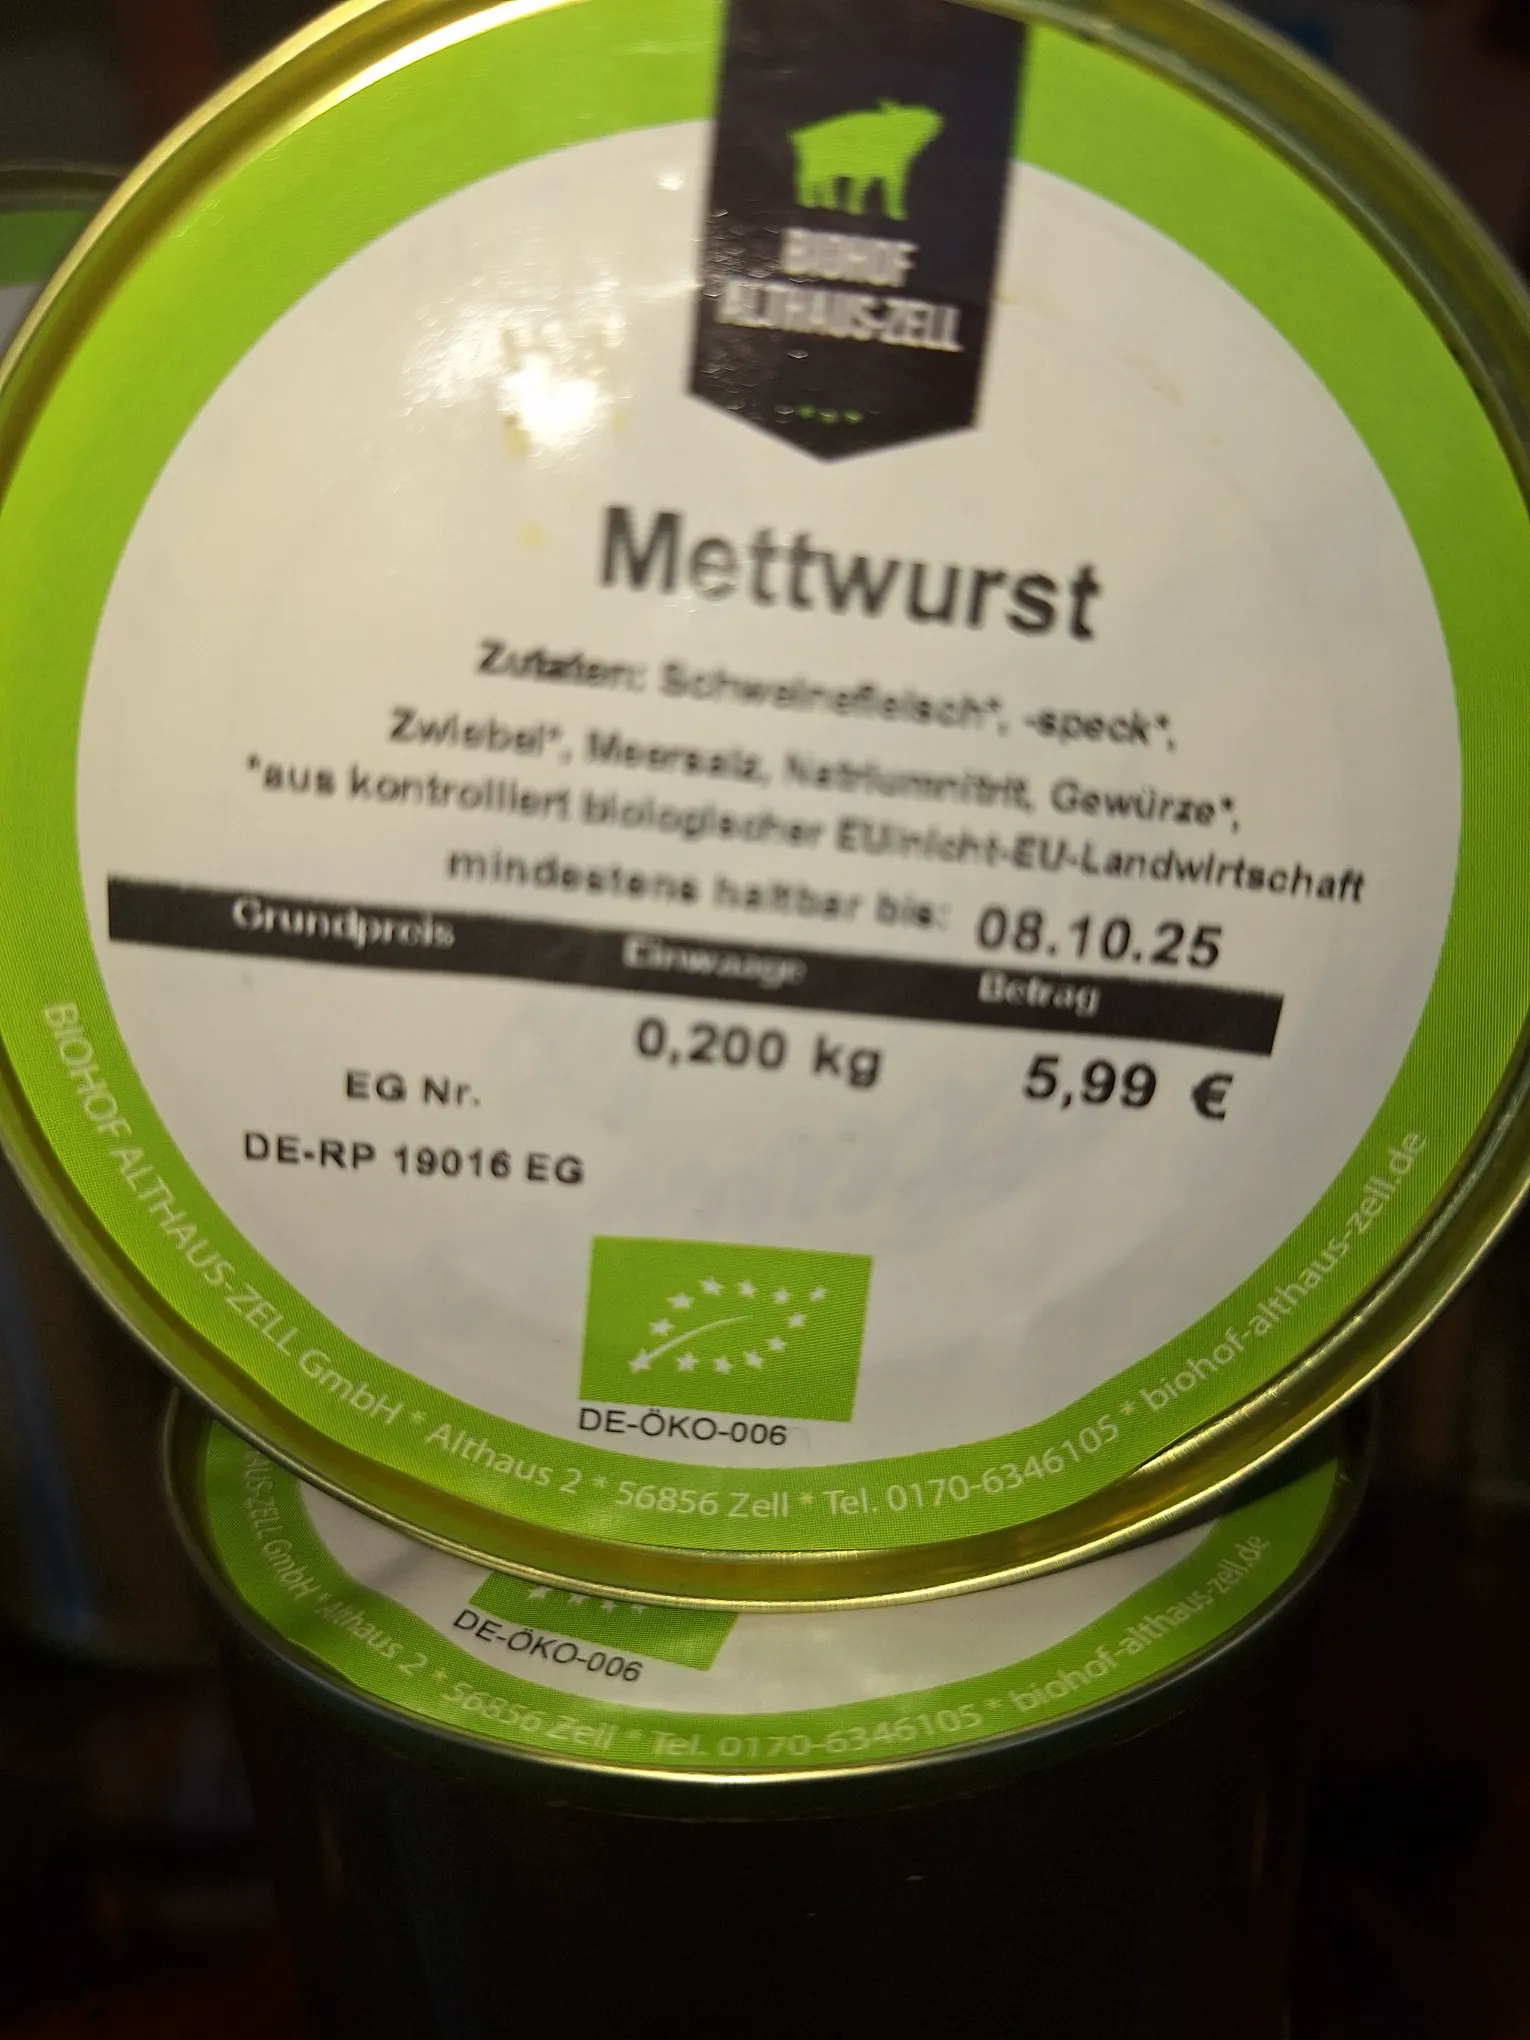 BIOHOF
ALTHAUS-ZELL
Mettwurst
Zutaten: Schweinefleisch*, -speck*,
Zwiebel*, Meersalz, Natriumnitrit, Gewürze*,
*aus kontrolliert biologischer EU/nicht-EU-Landwirtschaft
mindestens haltbar bis: 08.10.25
Grundpreis Einwaage Betrag
0,200 kg 5,99 €
EG Nr.
DE-RP 19016 EG
DE-ÖKO-006
BIOHOF ALTHAUS-ZELL GmbH * Althaus 2 * 56856 Zell * Tel. 0170-6346105 * biohof-althaus-zell.de
DE-ÖKO-006
AUS-ZELL GmbH * Althaus 2 * 56856 Zell * Tel. 0170-6346105 * biohof-althaus-zell.de